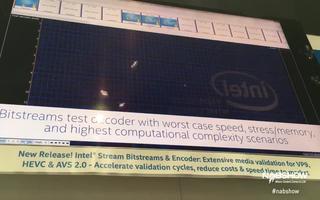 intel
Bitstreams test decoder with worst case speed, stress/memory,
and highest computational complexity scenarios
New Release! Intel® Stream Bitstreams & Encoder: Extensive media validation for VP9,
HEVC & AVS 2.0 - Accelerate validation cycles, reduce costs & speed time to market
#nabshow